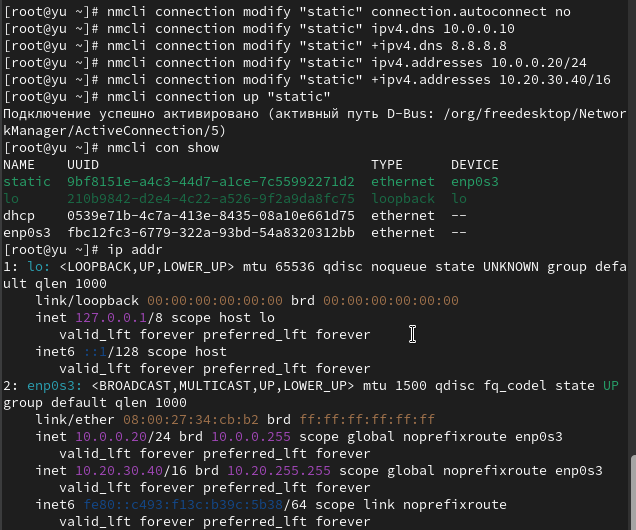 [root@yu ~]# nmcli connection modify "static" connection.autoconnect no
[root@yu ~]# nmcli connection modify "static" ipv4.dns 10.0.0.10
[root@yu ~]# nmcli connection modify "static" +ipv4.dns 8.8.8.8
[root@yu ~]# nmcli connection modify "static" ipv4.addresses 10.0.0.20/24
[root@yu ~]# nmcli connection modify "static" +ipv4.addresses 10.20.30.40/16
[root@yu ~]# nmcli connection up "static"
Подключение успешно активировано (активный путь D-Bus: /org/freedesktop/Networ
kManager/ActiveConnection/5)
[root@yu ~]# nmcli con show
NAME    UUID                                  TYPE      DEVICE
static  9bf8151e-a4c3-44d7-a1ce-7c55992271d2  ethernet  enp0s3
lo      210b9842-d2e4-4c22-a526-9f2a9da8fc75  loopback  lo
dhcp    0539e71b-4c7a-413e-8435-08a10e661d75  ethernet  --
enp0s3  fbc12fc3-6779-322a-93bd-54a8320312bb  ethernet  --
[root@yu ~]# ip addr
1: lo: <LOOPBACK,UP,LOWER_UP> mtu 65536 qdisc noqueue state UNKNOWN group defa
ult qlen 1000
    link/loopback 00:00:00:00:00:00 brd 00:00:00:00:00:00
    inet 127.0.0.1/8 scope host lo
       valid_lft forever preferred_lft forever
    inet6 ::1/128 scope host
       valid_lft forever preferred_lft forever
2: enp0s3: <BROADCAST,MULTICAST,UP,LOWER_UP> mtu 1500 qdisc fq_codel state UP
group default qlen 1000
    link/ether 08:00:27:34:cb:b2 brd ff:ff:ff:ff:ff:ff
    inet 10.0.0.20/24 brd 10.0.0.255 scope global noprefixroute enp0s3
       valid_lft forever preferred_lft forever
    inet 10.20.30.40/16 brd 10.20.255.255 scope global noprefixroute enp0s3
       valid_lft forever preferred_lft forever
    inet6 fe80::c493:f13c:b39c:5b38/64 scope link noprefixroute
       valid_lft forever preferred_lft forever